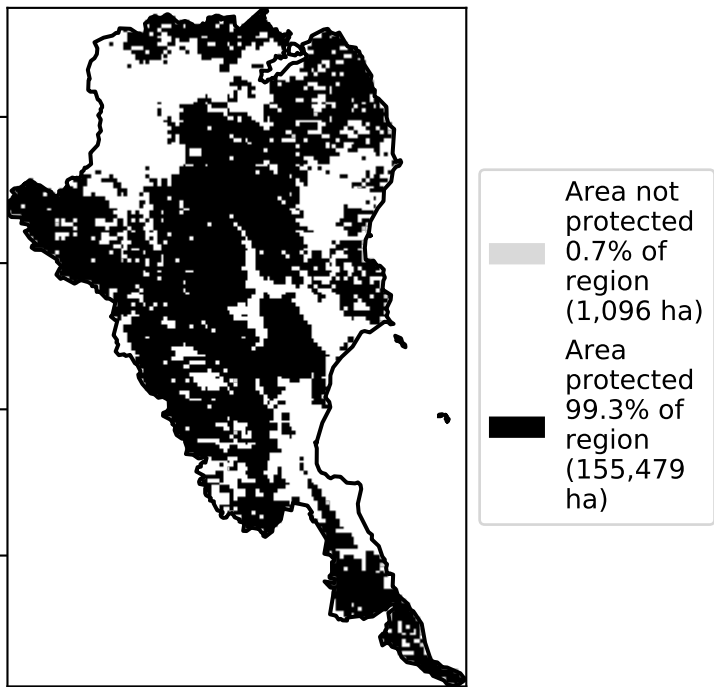 Area not
protected
0.7% of
region
(1,096 ha)
Area
protected
99.3% of
region
(155,479
ha)